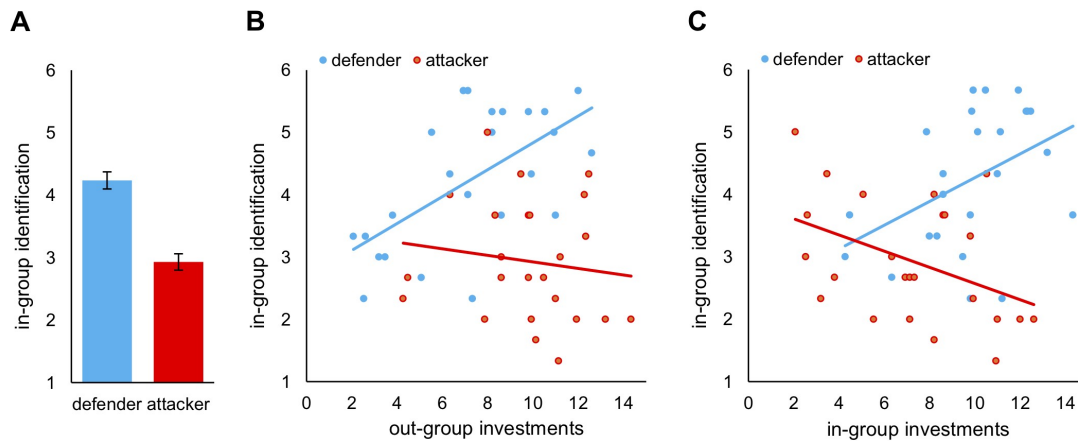 A
in-group identification
6
5
4
3
2
1
defender attacker
B
defender attacker
in-group identification
6
5
4
3
2
1
0 2 4 6 8 10 12 14
out-group investments
C
defender attacker
in-group identification
6
5
4
3
2
1
0 2 4 6 8 10 12 14
in-group investments